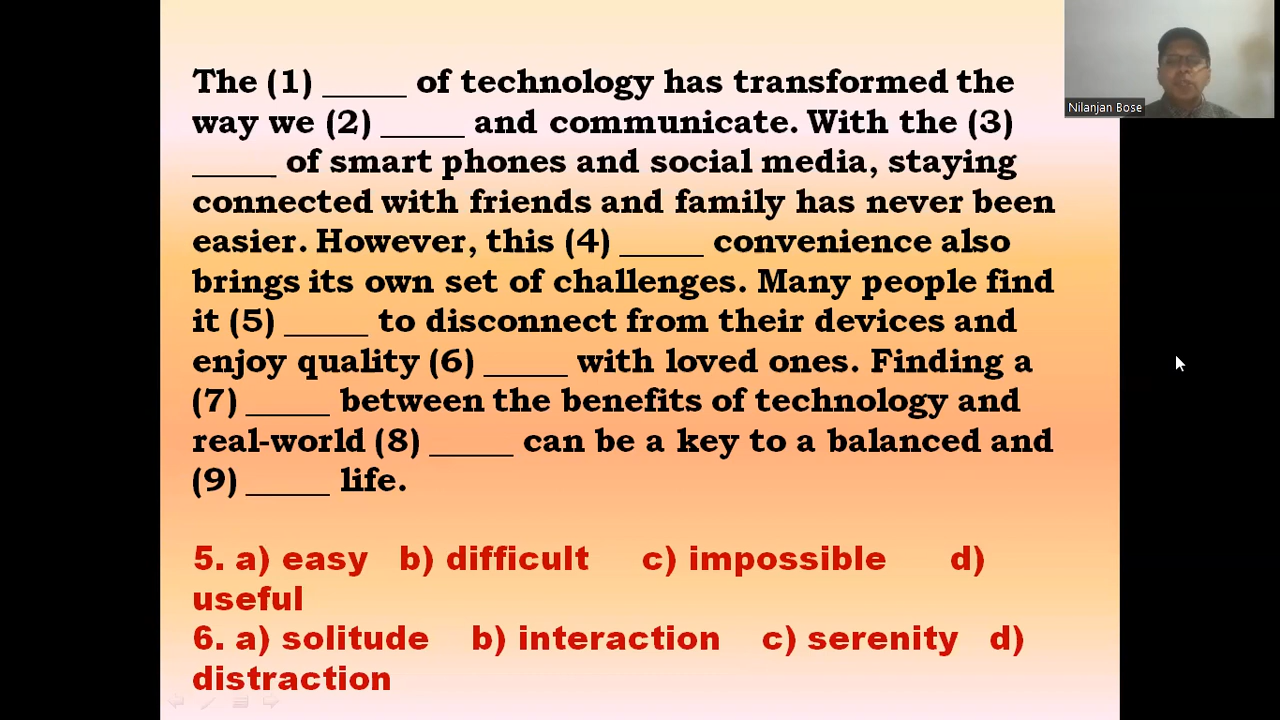 The (1) _____ of technology has transformed the
way we (2) _____ and communicate. With the (3)
_____ of smart phones and social media, staying
connected with friends and family has never been
easier. However, this (4) _____ convenience also
brings its own set of challenges. Many people find
it (5) _____ to disconnect from their devices and
enjoy quality (6) _____ with loved ones. Finding a
(7) _____ between the benefits of technology and
real-world (8) _____ can be a key to a balanced and
(9) _____ life.
5. a) easy b) difficult c) impossible d)
useful
6. a) solitude b) interaction c) serenity d)
distraction
Nilanjan Bose